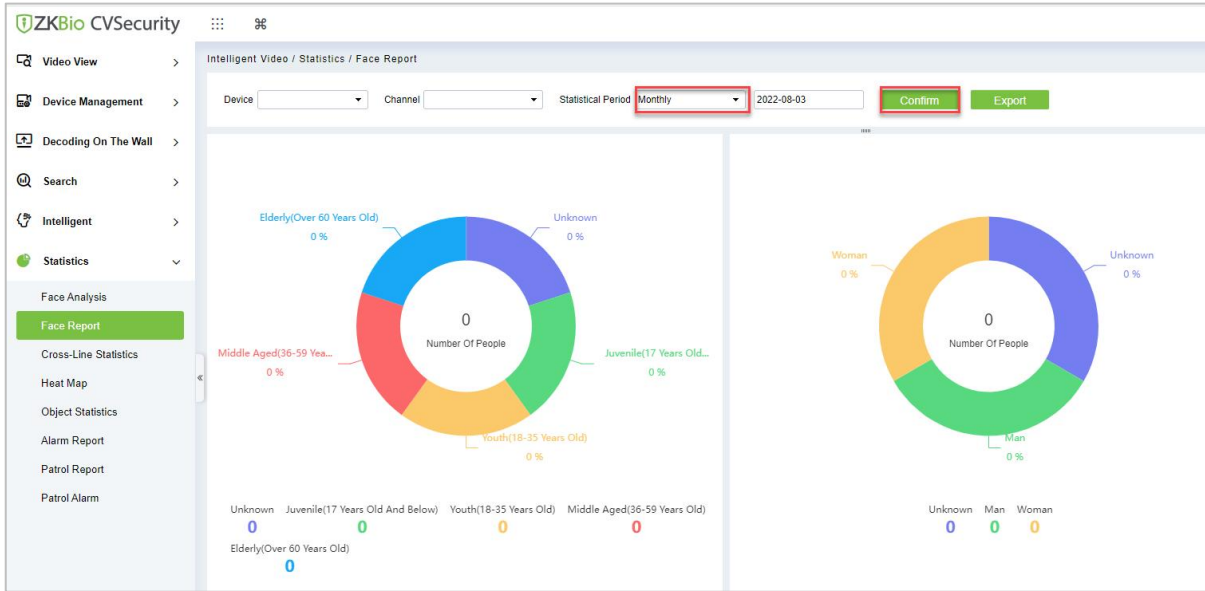 ZKBio CVSecurity
Video View
Device Management
Decoding On The Wall
Search
Intelligent
Statistics
Face Analysis
Face Report
Cross-Line Statistics
Heat Map
Object Statistics
Alarm Report
Patrol Report
Patrol Alarm
Intelligent Video / Statistics / Face Report
Device Channel Statistical Period Monthly 2022-08-03 Confirm Export
Elderly(Over 60 Years Old)
0 %
Unknown
0 %
Middle Aged(36-59 Yea...
0 %
0
Number Of People
Juvenile(17 Years Old...
0 %
Youth(18-35 Years Old)
0 %
Unknown Juvenile(17 Years Old And Below) Youth(18-35 Years Old) Middle Aged(36-59 Years Old)
0 0 0 0
Elderly(Over 60 Years Old)
0
Woman
0 %
Unknown
0 %
0
Number Of People
Man
0 %
Unknown Man Woman
0 0 0